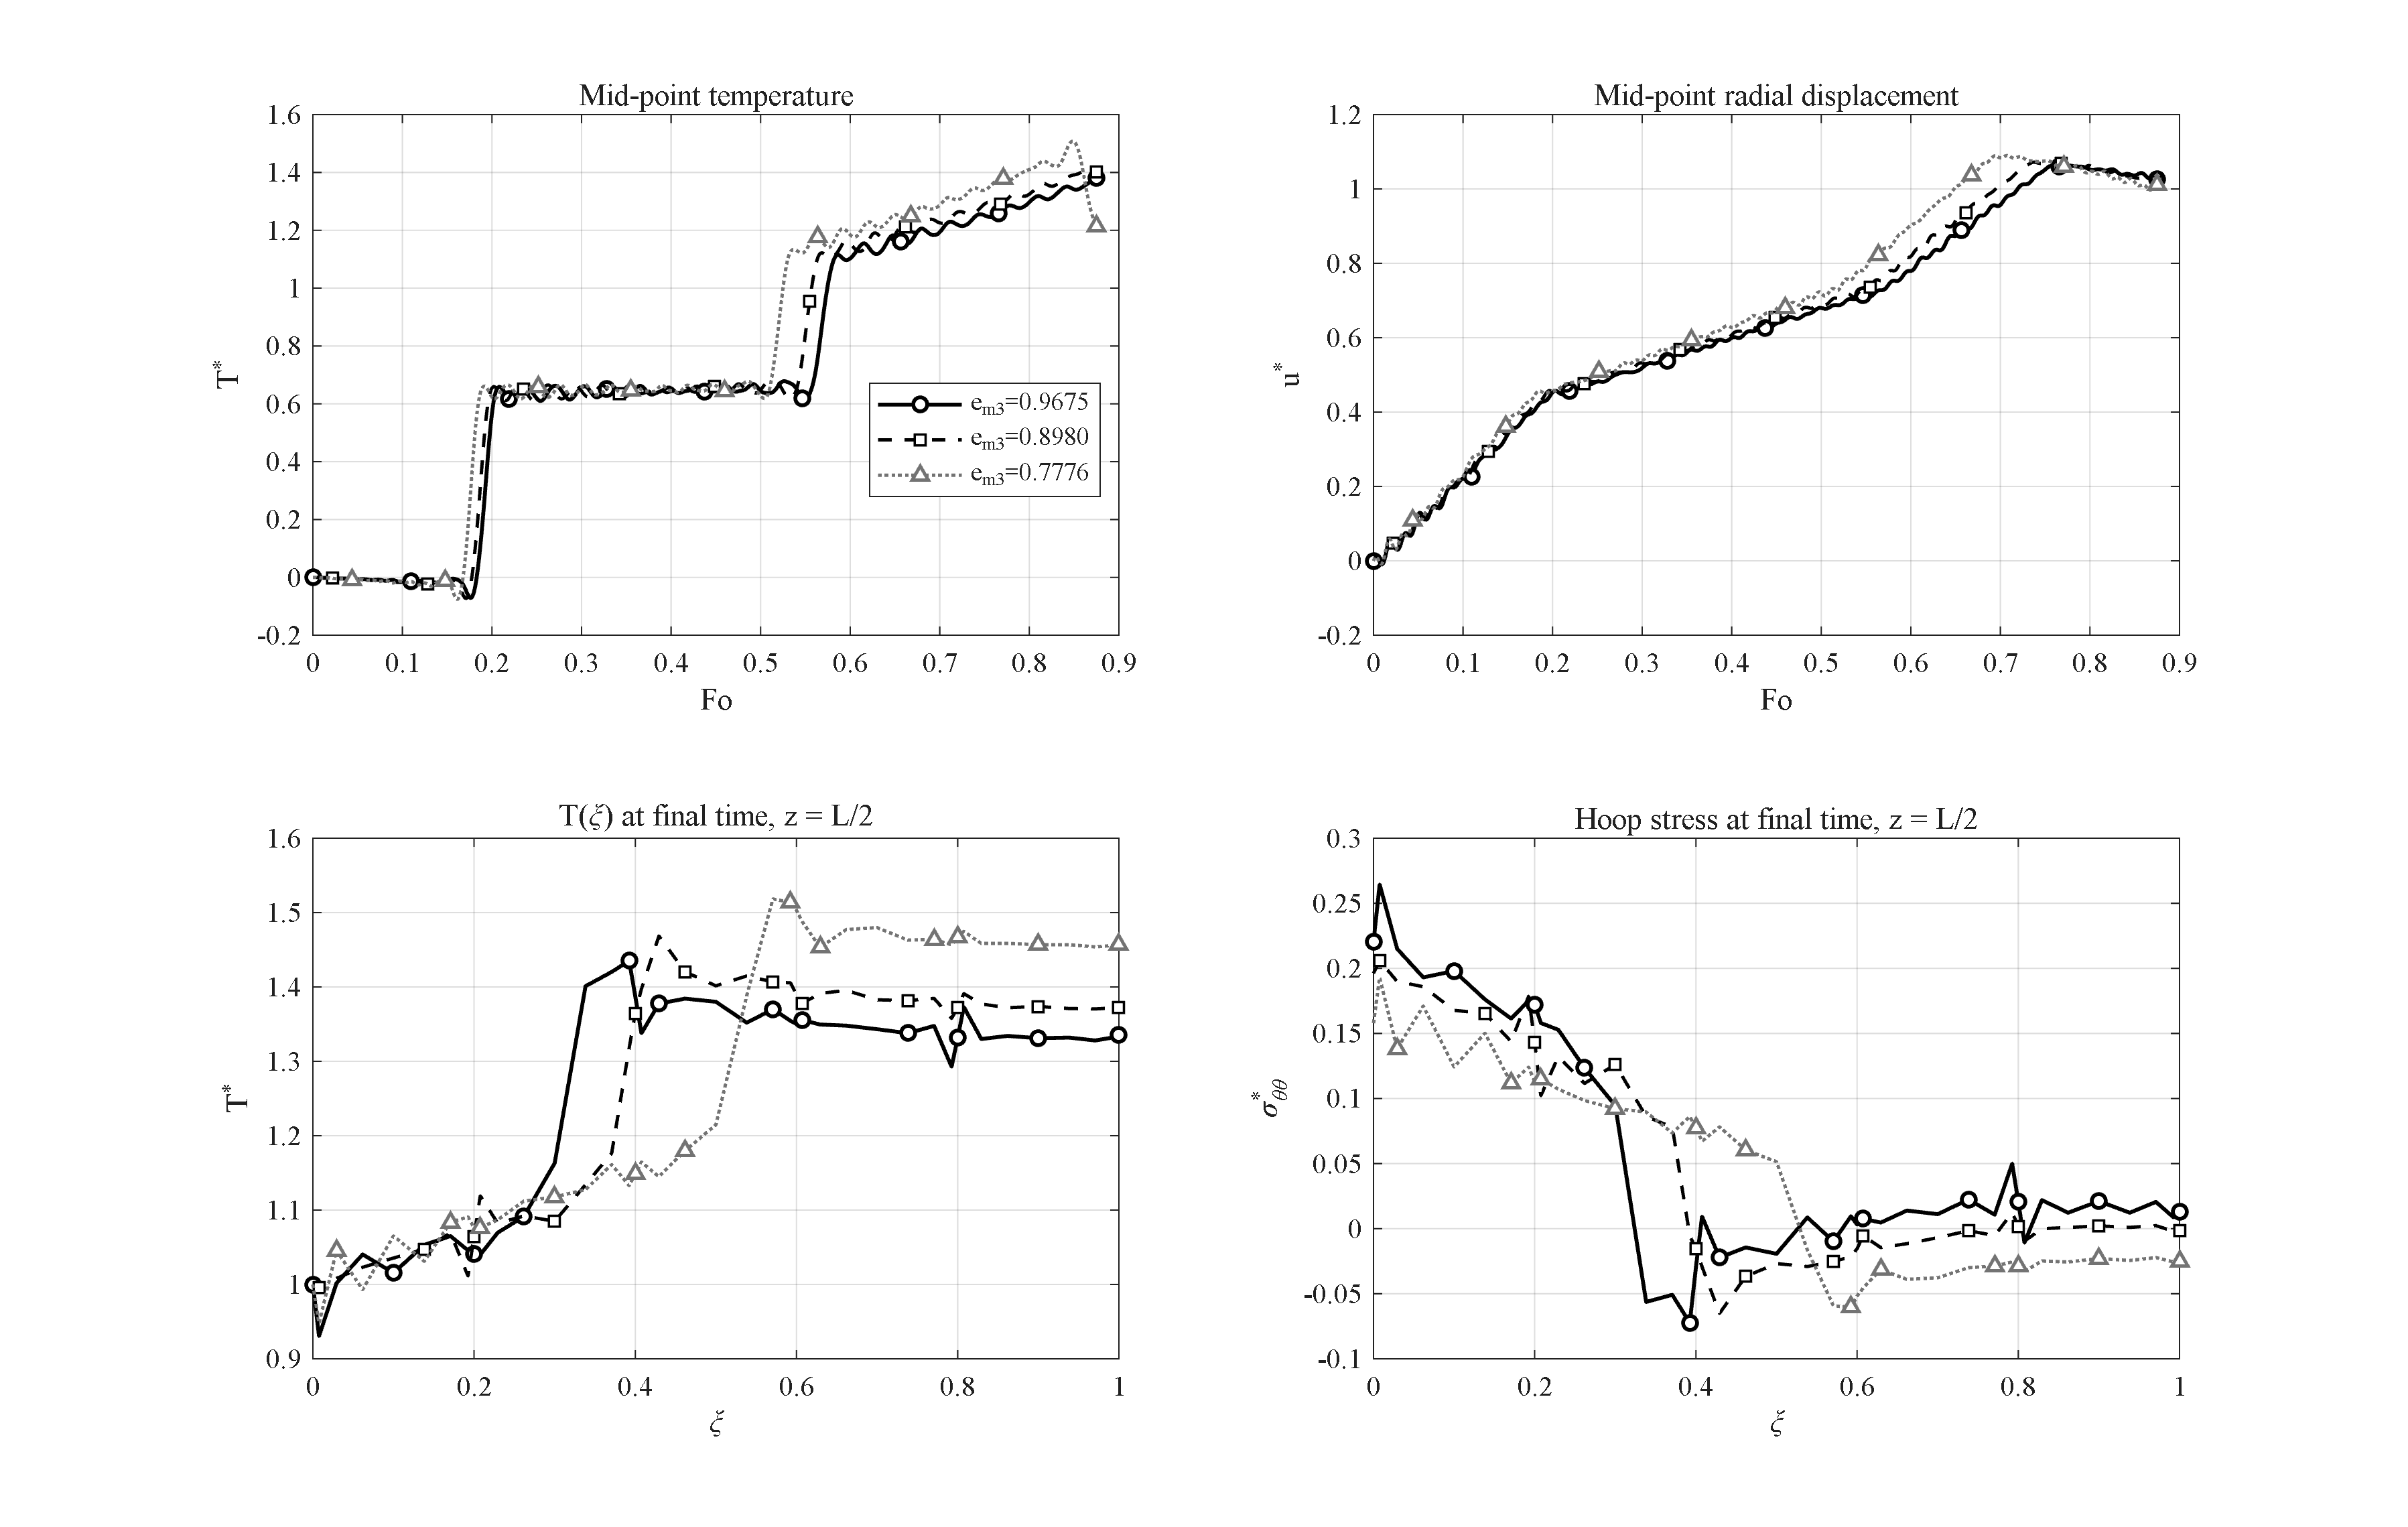 Mid-point temperature
1.6
1.4
1.2
1
0.8
0.6
0.4
0.2
0
-0.2
T*
0 0.1 0.2 0.3 0.4 0.5 0.6 0.7 0.8 0.9
Fo
e_m3=0.9675
e_m3=0.8980
e_m3=0.7776
Mid-point radial displacement
1.2
1
0.8
0.6
0.4
0.2
0
-0.2
u*
0 0.1 0.2 0.3 0.4 0.5 0.6 0.7 0.8 0.9
Fo
T(ξ) at final time, z = L/2
1.6
1.5
1.4
1.3
1.2
1.1
1
0.9
T*
0 0.2 0.4 0.6 0.8 1
ξ
Hoop stress at final time, z = L/2
0.3
0.25
0.2
0.15
0.1
0.05
0
-0.05
-0.1
σ*_θθ
0 0.2 0.4 0.6 0.8 1
ξ